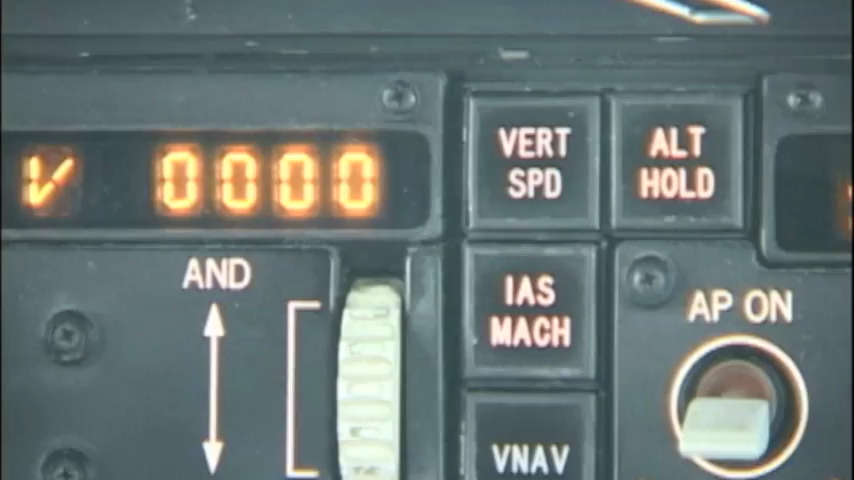 V 0000
VERT
SPD
ALT
HOLD
AND
IAS
MACH
AP ON
VNAV